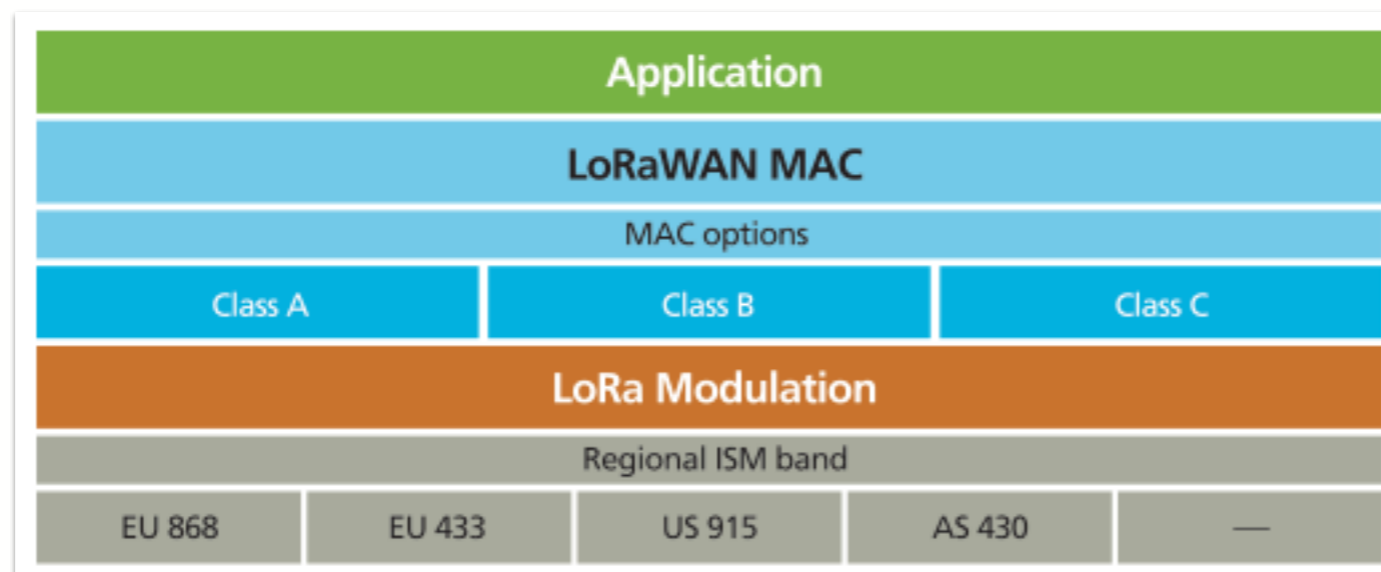 Application
LoRaWAN MAC
MAC options
Class A Class B Class C
LoRa Modulation
Regional ISM band
EU 868 EU 433 US 915 AS 430 —